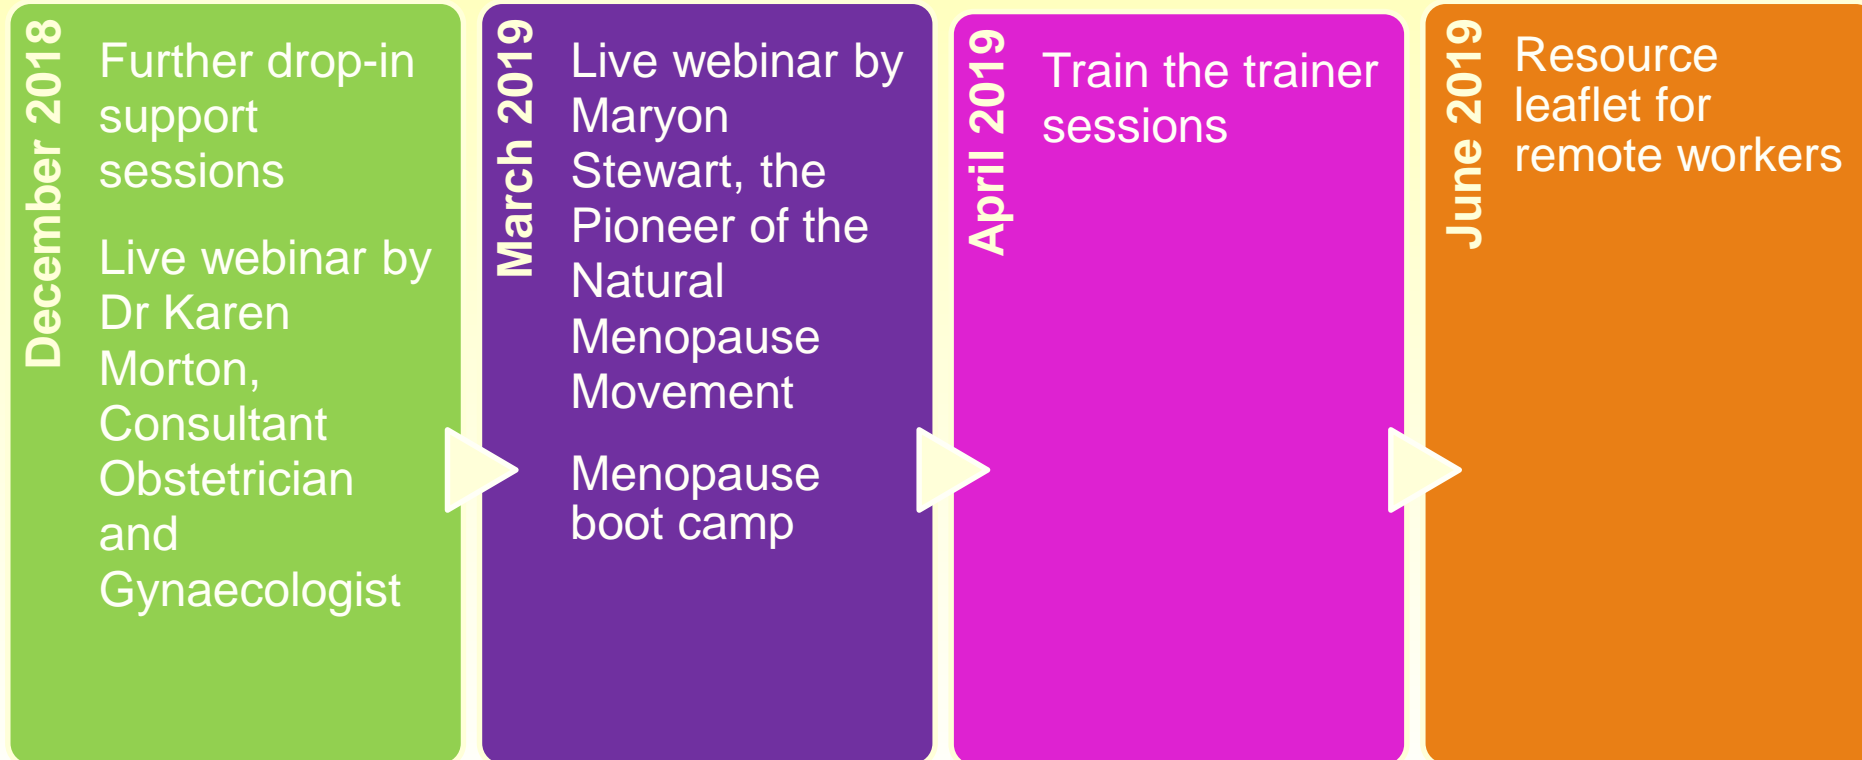 December 2018
Further drop-in
support
sessions
Live webinar by
Dr Karen
Morton,
Consultant
Obstetrician
and
Gynaecologist
March 2019
Live webinar by
Maryon
Stewart, the
Pioneer of the
Natural
Menopause
Movement
Menopause
boot camp
April 2019
Train the trainer
sessions
June 2019
Resource
leaflet for
remote workers